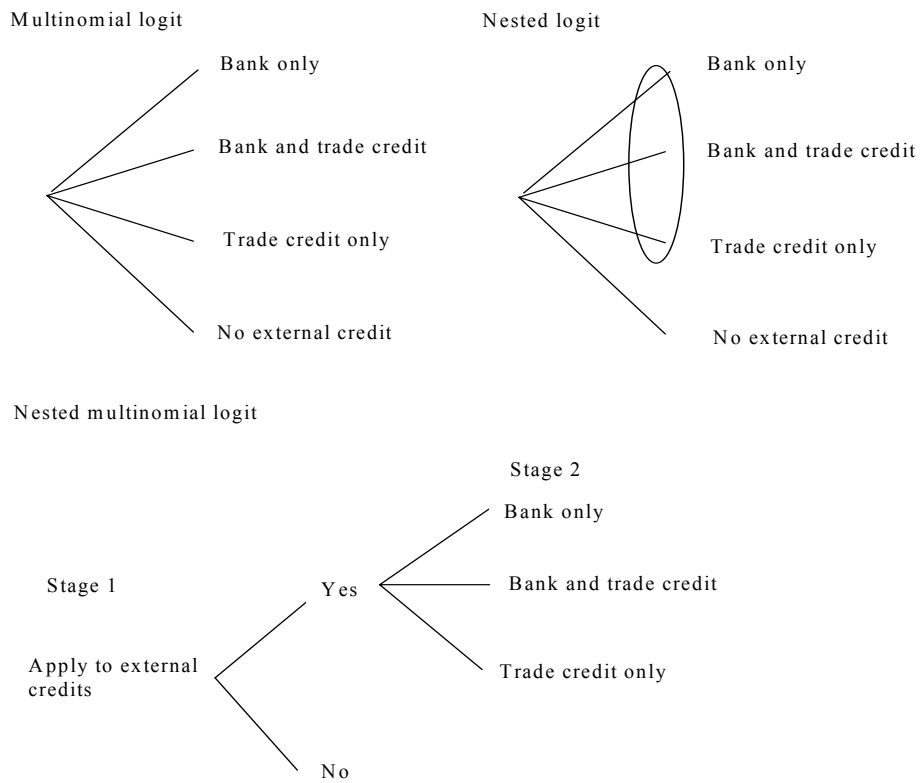 Multinomial logit
Bank only
Bank and trade credit
Trade credit only
No external credit
Nested logit
Bank only
Bank and trade credit
Trade credit only
No external credit
Nested multinomial logit
Stage 1
Apply to external
credits
Yes
No
Stage 2
Bank only
Bank and trade credit
Trade credit only